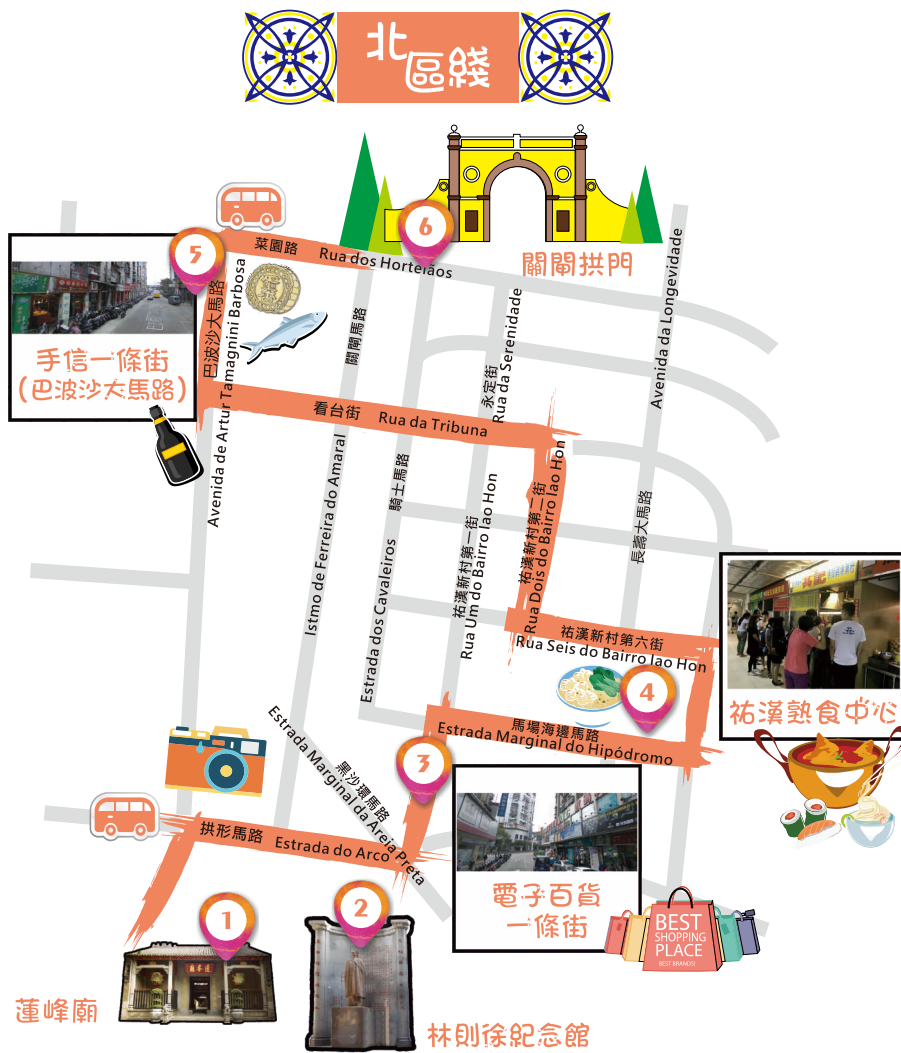 北
區綫
6
5
菜園路 Rua dos Hortelãos
關閘拱門
手信一條街
(巴波沙大馬路)
巴波沙大馬路
Avenida de Artur Tamagnini Barbosa
關閘馬路
Istmo de Ferreira do Amaral
永定街
Rua da Serenidade
Avenida da Longevidade
長壽大馬路
看台街 Rua da Tribuna
騎士馬路
Estrada dos Cavaleiros
祐漢新村第一街
Rua Um do Bairro Iao Hon
祐漢新村第二街
Rua Dois do Bairro Iao Hon
祐漢新村第六街
Rua Seis do Bairro Iao Hon
4
祐漢熟食中心
馬場海邊馬路
Estrada Marginal do Hipódromo
3
黑沙環馬路
Estrada Marginal da Areia Preta
拱形馬路 Estrada do Arco
電子百貨
一條街
BEST
SHOPPING
PLACE
BEST BRANDS!
1
2
蓮峰廟
蓮峰廟
林則徐紀念館